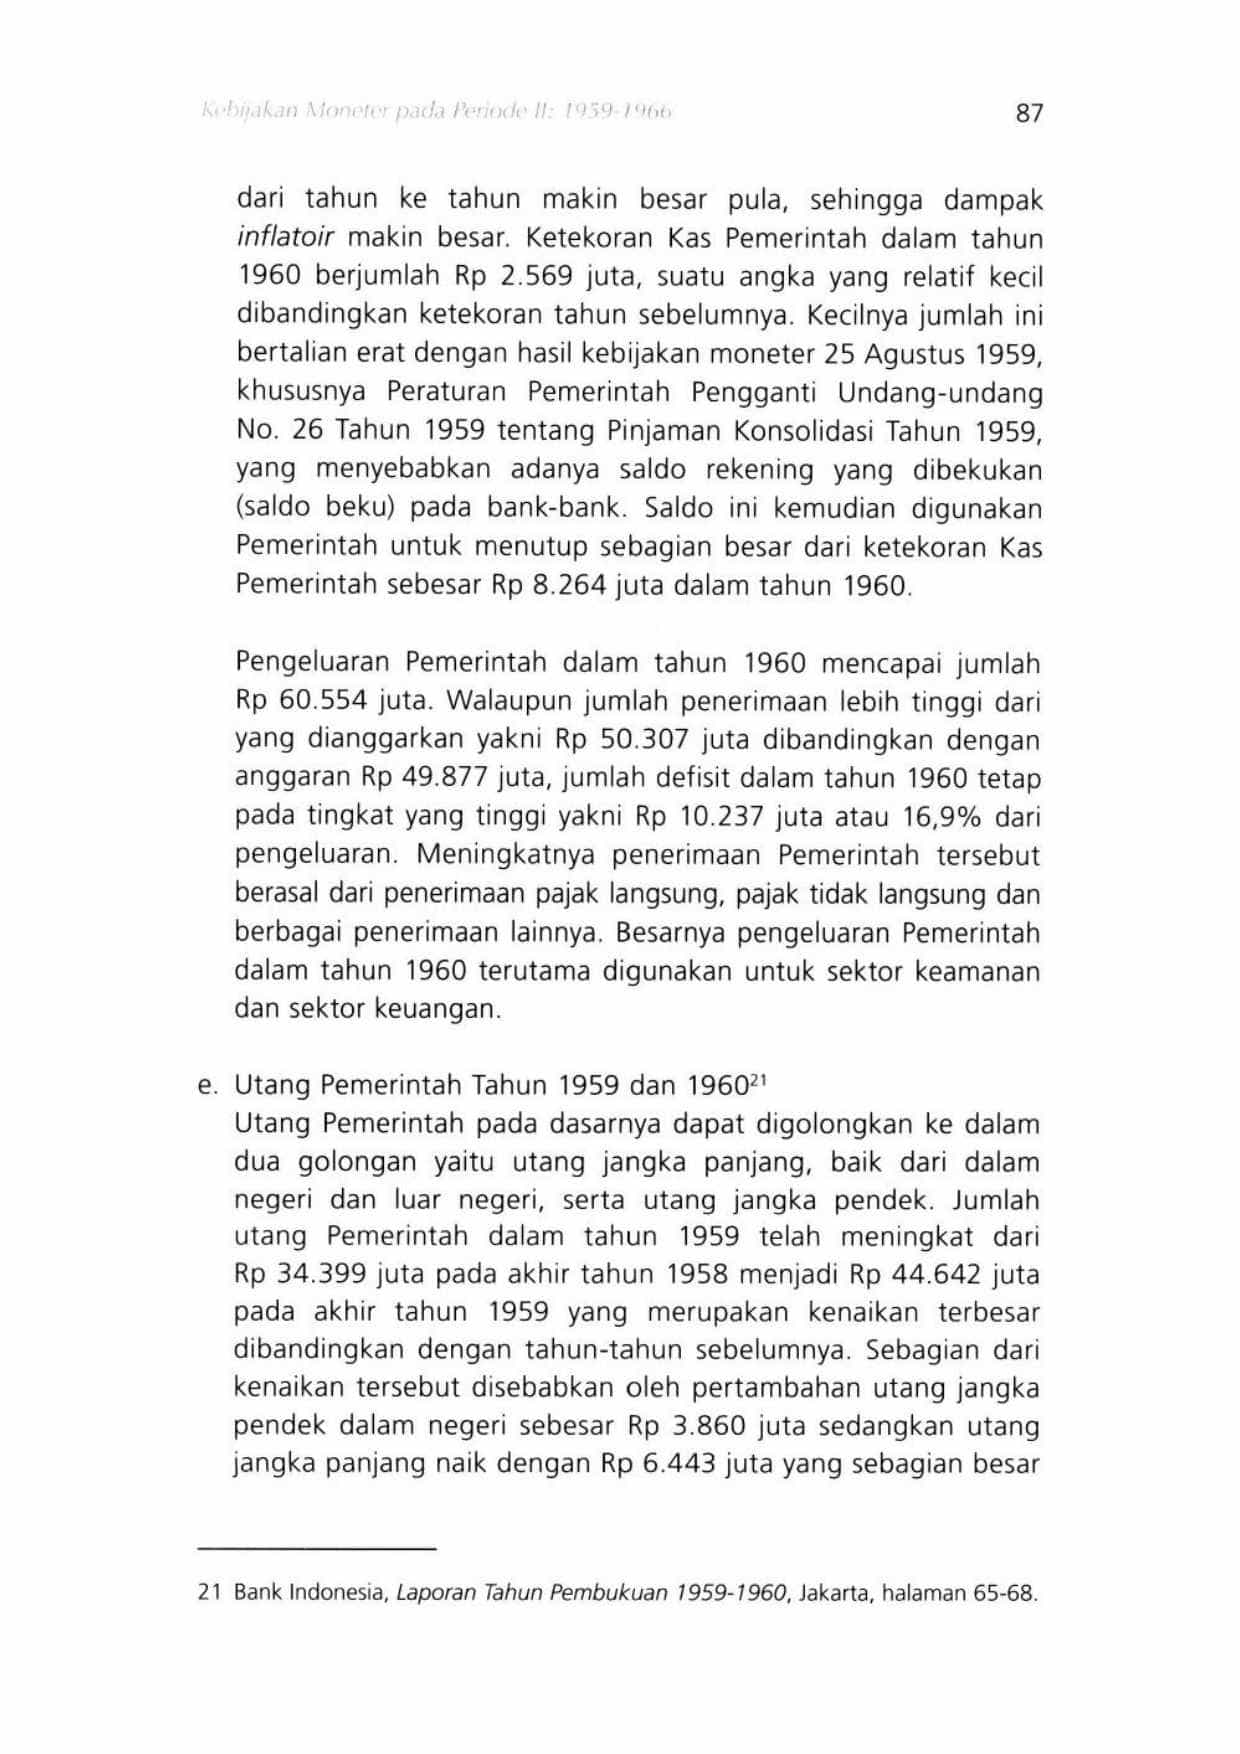 Kebijakan Moneter pada Periode II: 1959-1966 87
dari tahun ke tahun makin besar pula, sehingga dampak
inflatoir makin besar. Ketekoran Kas Pemerintah dalam tahun
1960 berjumlah Rp 2.569 juta, suatu angka yang relatif kecil
dibandingkan ketekoran tahun sebelumnya. Kecilnya jumlah ini
bertalian erat dengan hasil kebijakan moneter 25 Agustus 1959,
khususnya Peraturan Pemerintah Pengganti Undang-undang
No. 26 Tahun 1959 tentang Pinjaman Konsolidasi Tahun 1959,
yang menyebabkan adanya saldo rekening yang dibekukan
(saldo beku) pada bank-bank. Saldo ini kemudian digunakan
Pemerintah untuk menutup sebagian besar dari ketekoran Kas
Pemerintah sebesar Rp 8.264 juta dalam tahun 1960.
Pengeluaran Pemerintah dalam tahun 1960 mencapai jumlah
Rp 60.554 juta. Walaupun jumlah penerimaan lebih tinggi dari
yang dianggarkan yakni Rp 50.307 juta dibandingkan dengan
anggaran Rp 49.877 juta, jumlah defisit dalam tahun 1960 tetap
pada tingkat yang tinggi yakni Rp 10.237 juta atau 16,9% dari
pengeluaran. Meningkatnya penerimaan Pemerintah tersebut
berasal dari penerimaan pajak langsung, pajak tidak langsung dan
berbagai penerimaan lainnya. Besarnya pengeluaran Pemerintah
dalam tahun 1960 terutama digunakan untuk sektor keamanan
dan sektor keuangan.
e. Utang Pemerintah Tahun 1959 dan 1960²¹
Utang Pemerintah pada dasarnya dapat digolongkan ke dalam
dua golongan yaitu utang jangka panjang, baik dari dalam
negeri dan luar negeri, serta utang jangka pendek. Jumlah
utang Pemerintah dalam tahun 1959 telah meningkat dari
Rp 34.399 juta pada akhir tahun 1958 menjadi Rp 44.642 juta
pada akhir tahun 1959 yang merupakan kenaikan terbesar
dibandingkan dengan tahun-tahun sebelumnya. Sebagian dari
kenaikan tersebut disebabkan oleh pertambahan utang jangka
pendek dalam negeri sebesar Rp 3.860 juta sedangkan utang
jangka panjang naik dengan Rp 6.443 juta yang sebagian besar
21 Bank Indonesia, Laporan Tahun Pembukuan 1959-1960, Jakarta, halaman 65-68.